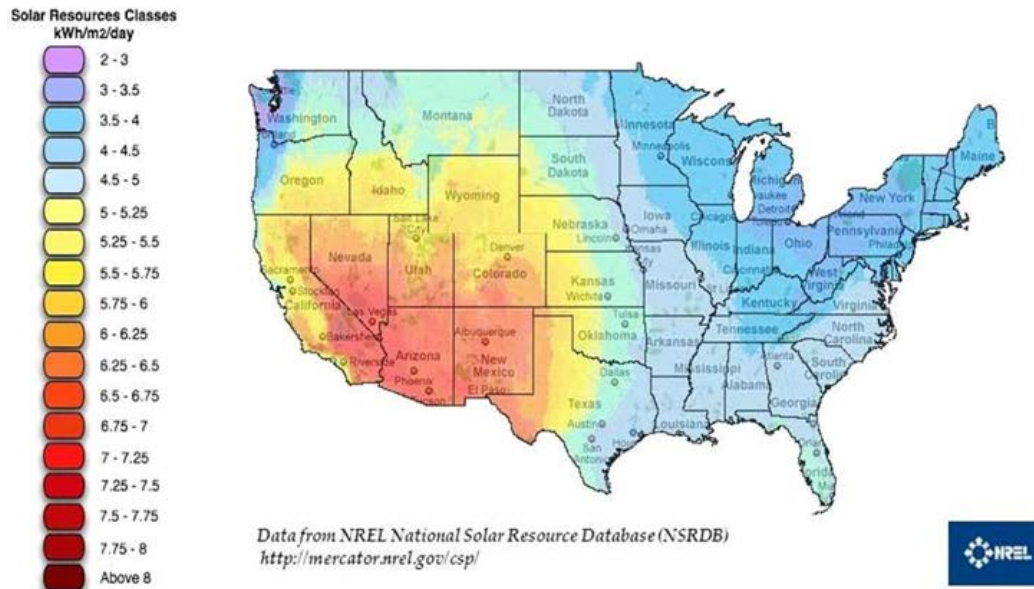 Solar Resources Classes
kWh/m2/day
2 - 3
3 - 3.5
3.5 - 4
4 - 4.5
4.5 - 5
5 - 5.25
5.25 - 5.5
5.5 - 5.75
5.75 - 6
6 - 6.25
6.25 - 6.5
6.5 - 6.75
6.75 - 7
7 - 7.25
7.25 - 7.5
7.5 - 7.75
7.75 - 8
Above 8
Washington
Montana
North
Dakota
Minnesota
Minneapolis
Wisconsi
Michigan
waukee
Detroit
B
Maine
New York
Oregon
Idaho
Wyoming
South
Dakota
Iowa
Omaha
Chicago
Pennsylvania
Philadel
Salt Lake
Nebraska
Lincoln
Illinois
Indiana
Ohio
Nevada
Utah
Denver
Colorado
Kansas
Wichita
Missouri
Cincinnati
West
Virginia
Virginia
Kentucky
Sacramento
Stockton
California
Las Vegas
Bakersfield
Riverside
Arizona
Phoenix
Albuquerque
New
Mexico
El Paso
Tulsa
Oklahoma
Arkansas
Tennessee
North
Carolina
South
Carolina
Atlanta
Mississippi
Alabama
Georgia
Dallas
Texas
Austin
San
Antonio
Hou
Louisiana
Orlan
lorida
Data from NREL National Solar Resource Database (NSRDB)
http://mercator.nrel.gov/csp/
NREL